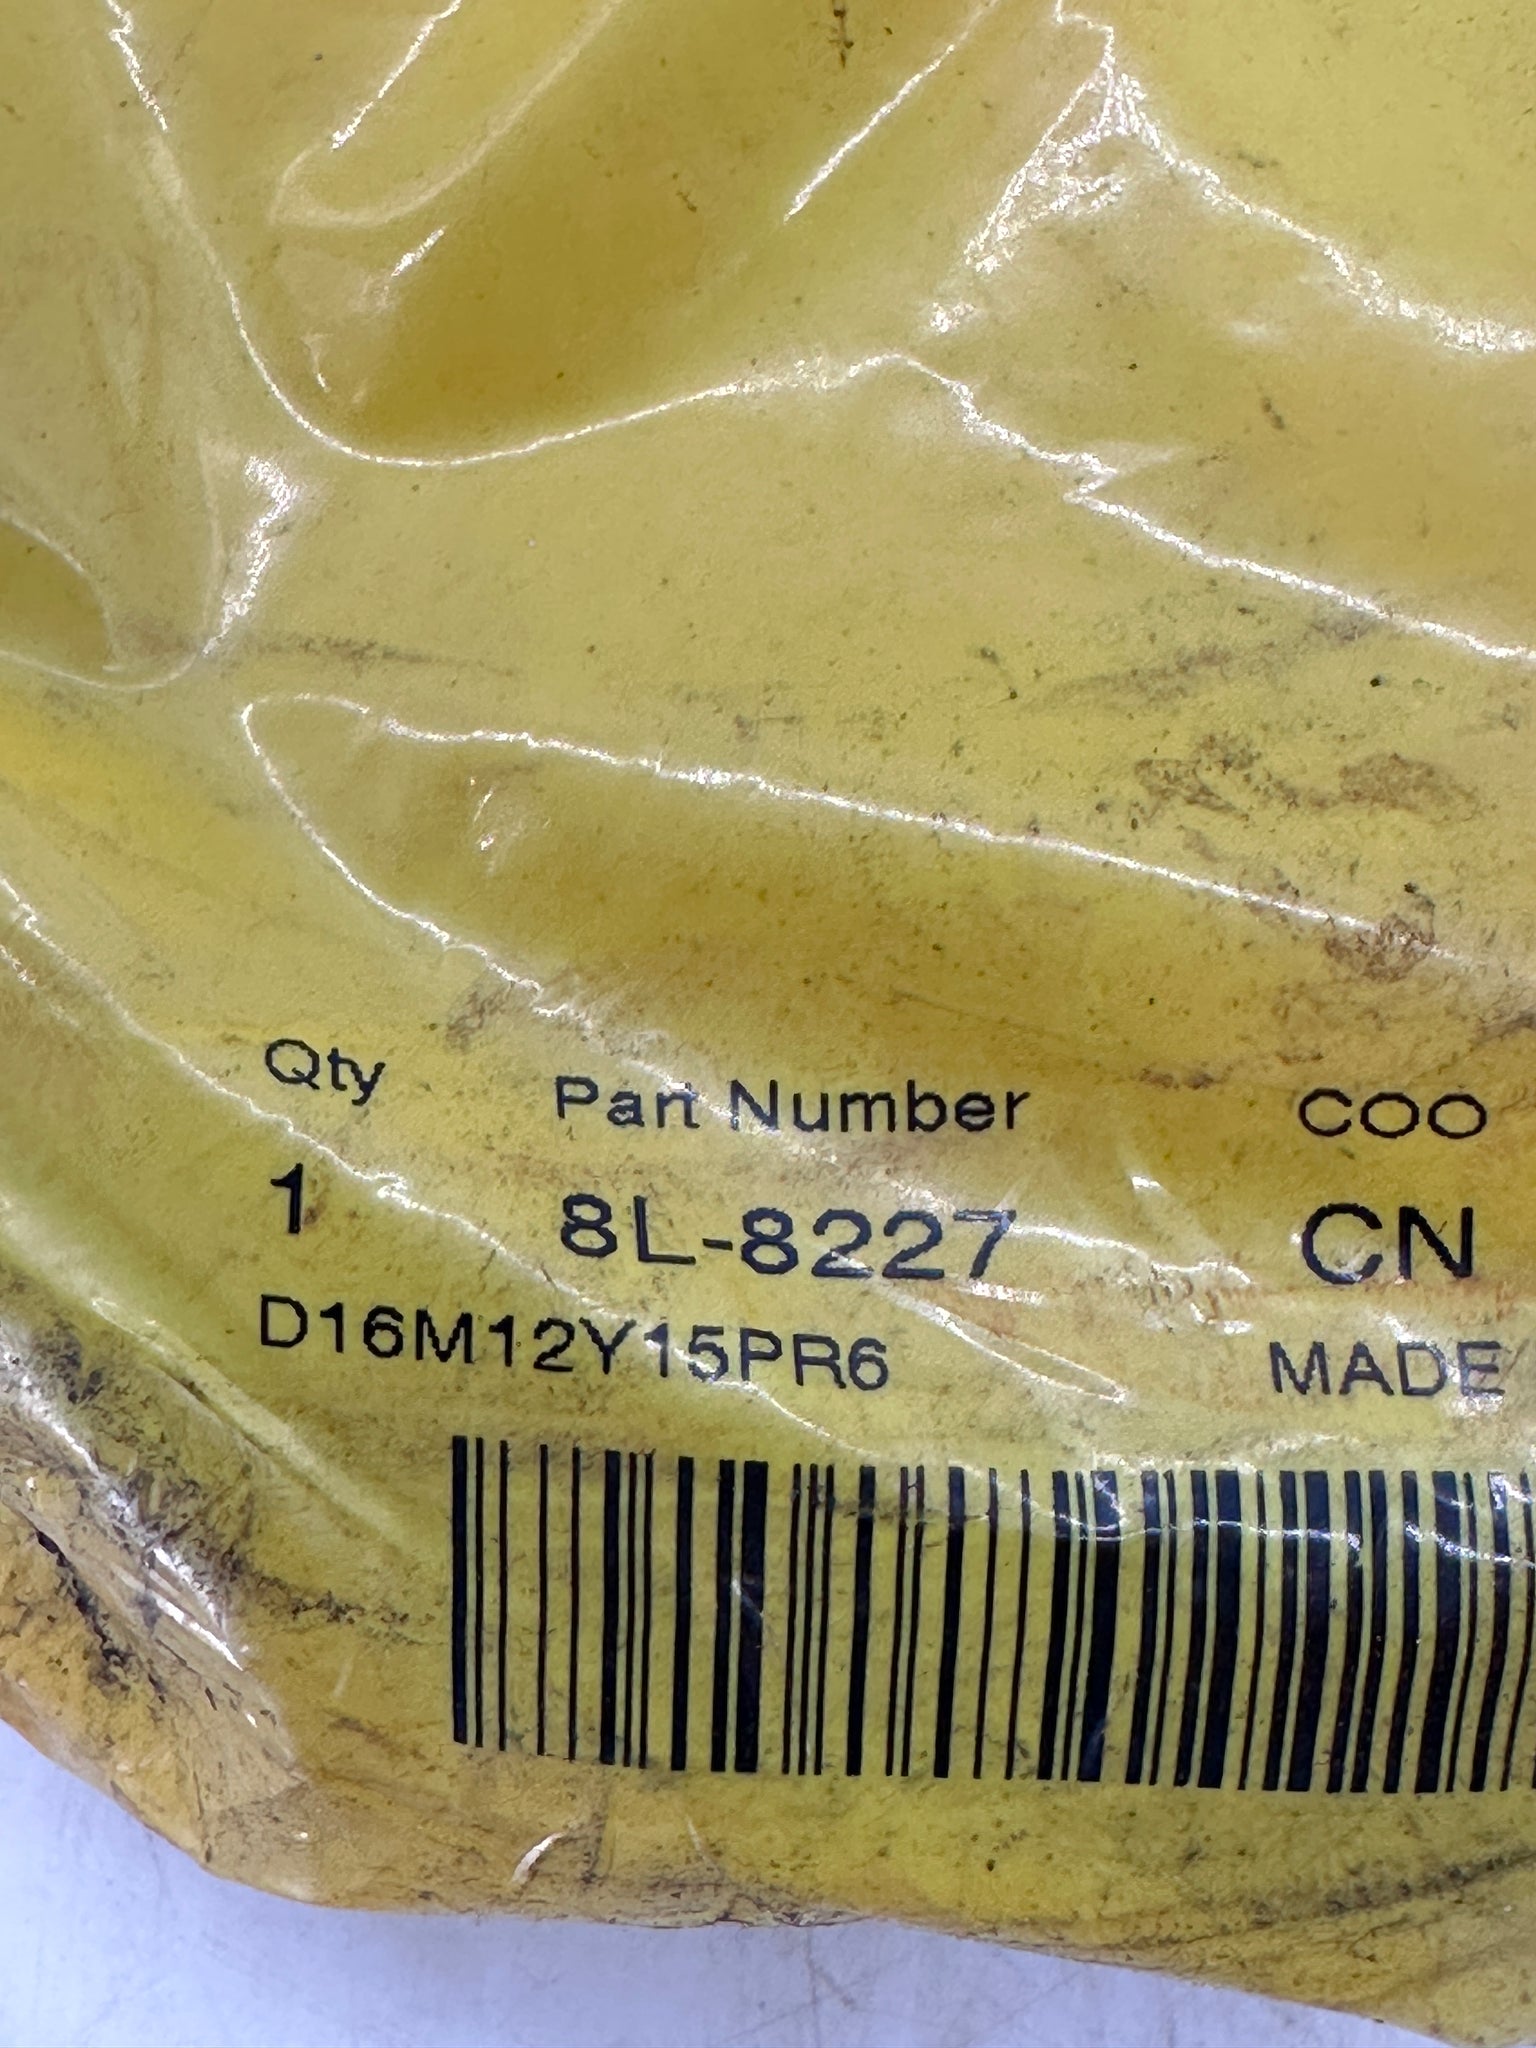 Qty Part Number COO
1 8L-8227 CN
D16M12Y15PR6 MADE